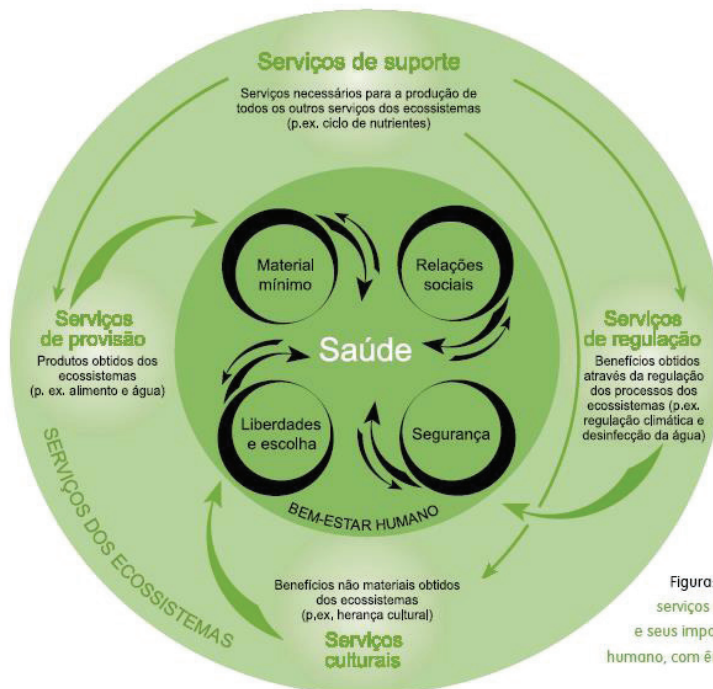 Serviços de suporte
Serviços necessários para a produção de
todos os outros serviços dos ecossistemas
(p.ex. ciclo de nutrientes)
Material
mínimo
Relações
sociais
Serviços
de provisão
Produtos obtidos dos
ecossistemas
(p. ex. alimento e água)
Saúde
Serviços
de regulação
Benefícios obtidos
através da regulação
dos processos dos
ecossistemas (p.ex.
regulação climática e
desinfecção da água)
Liberdades
e escolha
Segurança
BEM-ESTAR HUMANO
SERVIÇOS DOS ECOSSISTEMAS
Benefícios não materiais obtidos
dos ecossistemas
(p,ex, herança cultural)
Serviços
culturais
Figura
serviços
e seus impo
humano, com ê